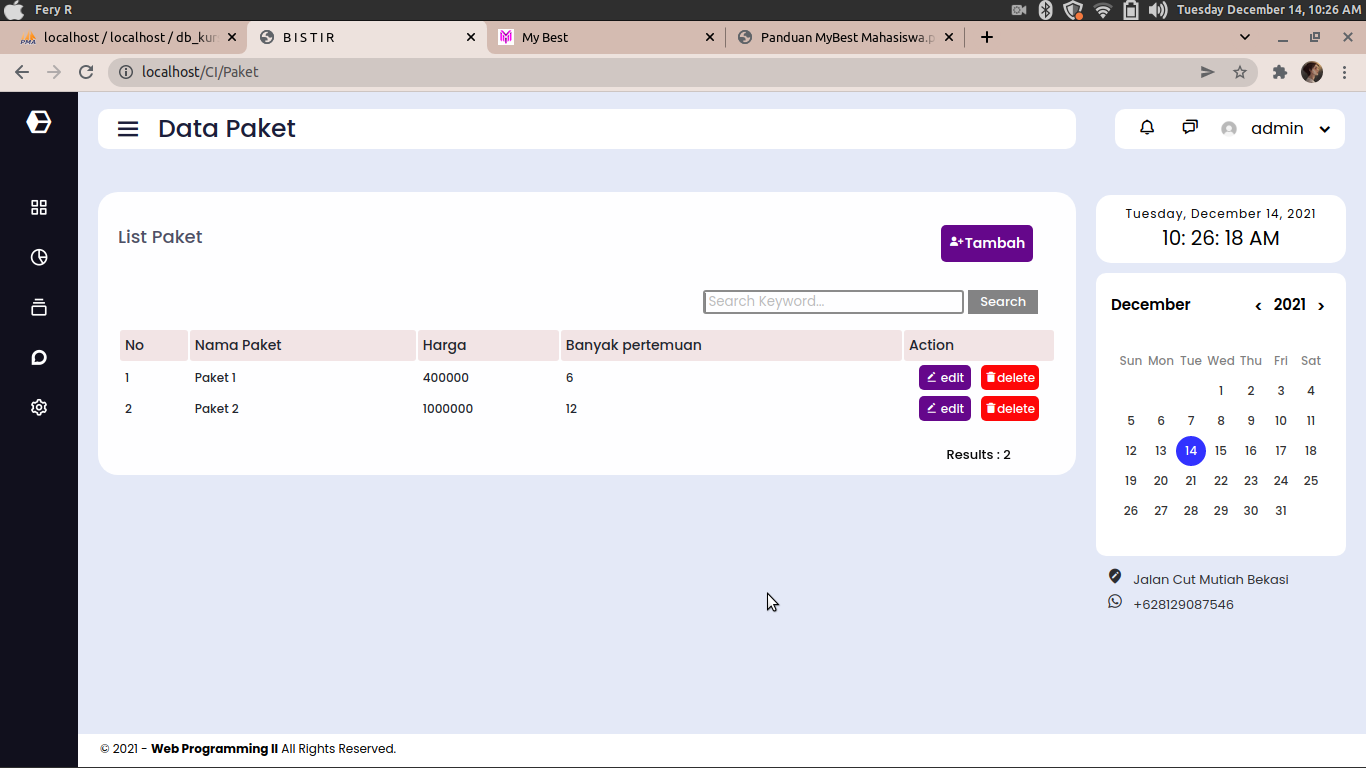 Fery R
Tuesday December 14, 10:26 AM
PMA localhost / localhost / db_kur
B I S T I R
My Best
Panduan MyBest Mahasiswa.p
localhost/CI/Paket
Data Paket
admin
List Paket
Tambah
Search Keyword...
Search
No Nama Paket Harga Banyak pertemuan Action
1 Paket 1 400000 6 edit delete
2 Paket 2 1000000 12 edit delete
Results : 2
Tuesday, December 14, 2021
10: 26: 18 AM
December ‹ 2021 ›
Sun Mon Tue Wed Thu Fri Sat
1 2 3 4
5 6 7 8 9 10 11
12 13 14 15 16 17 18
19 20 21 22 23 24 25
26 27 28 29 30 31
Jalan Cut Mutiah Bekasi
+628129087546
© 2021 - Web Programming II All Rights Reserved.